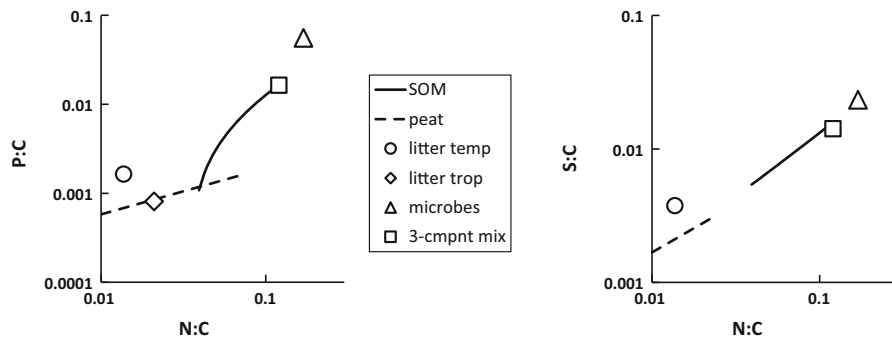 0.1
0.01
0.001
0.0001
P:C
0.01
0.1
N:C
SOM
peat
litter temp
litter trop
microbes
3-cmpnt mix
0.1
0.01
0.001
S:C
0.01
0.1
N:C